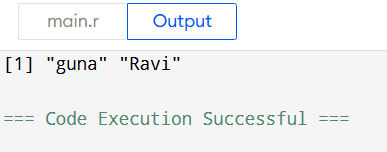 main.r Output
[1] "guna" "Ravi"
=== Code Execution Successful ===